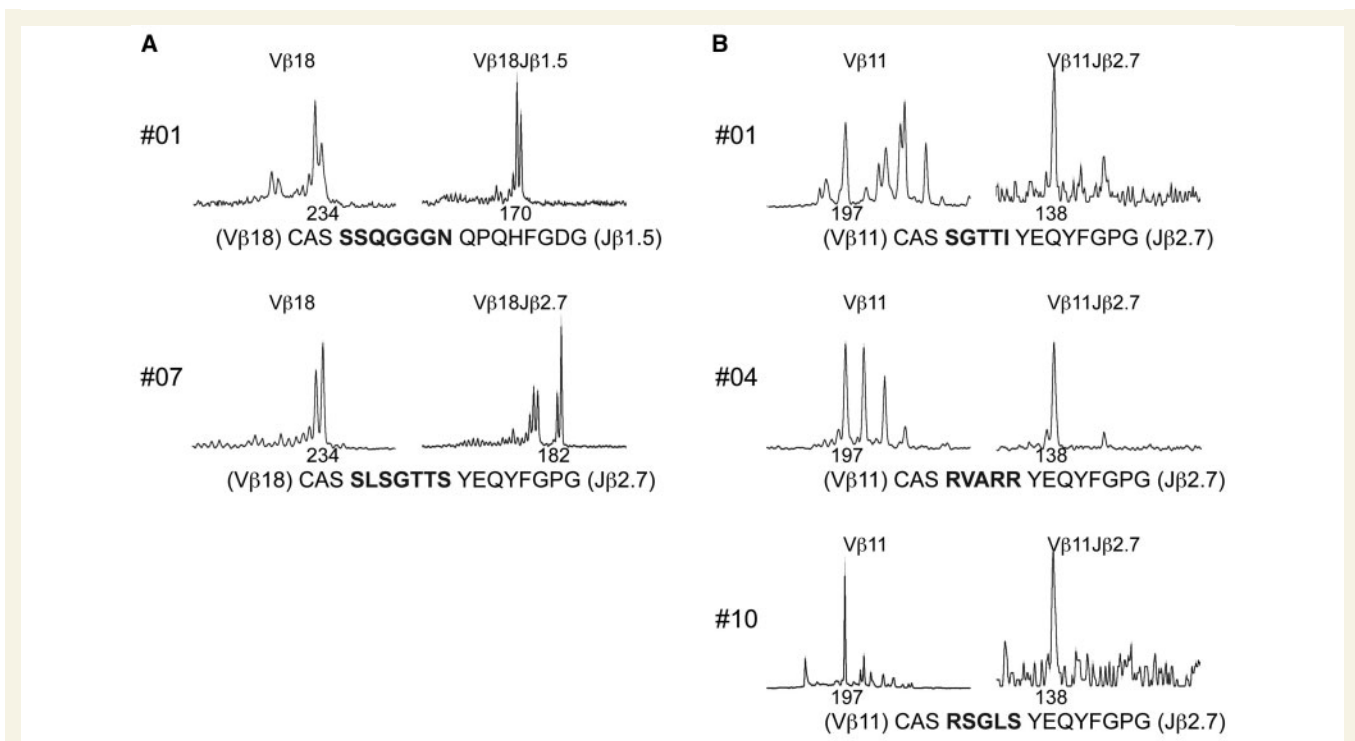 A
Vβ18 Vβ18Jβ1.5
#01
234 170
(Vβ18) CAS SSQGGGN QPQHFGDG (Jβ1.5)
Vβ18 Vβ18Jβ2.7
#07
234 182
(Vβ18) CAS SLSGTTS YEQYFGPG (Jβ2.7)
B
Vβ11 Vβ11Jβ2.7
#01
197 138
(Vβ11) CAS SGTTI YEQYFGPG (Jβ2.7)
Vβ11 Vβ11Jβ2.7
#04
197 138
(Vβ11) CAS RVARR YEQYFGPG (Jβ2.7)
Vβ11 Vβ11Jβ2.7
#10
197 138
(Vβ11) CAS RSGLS YEQYFGPG (Jβ2.7)